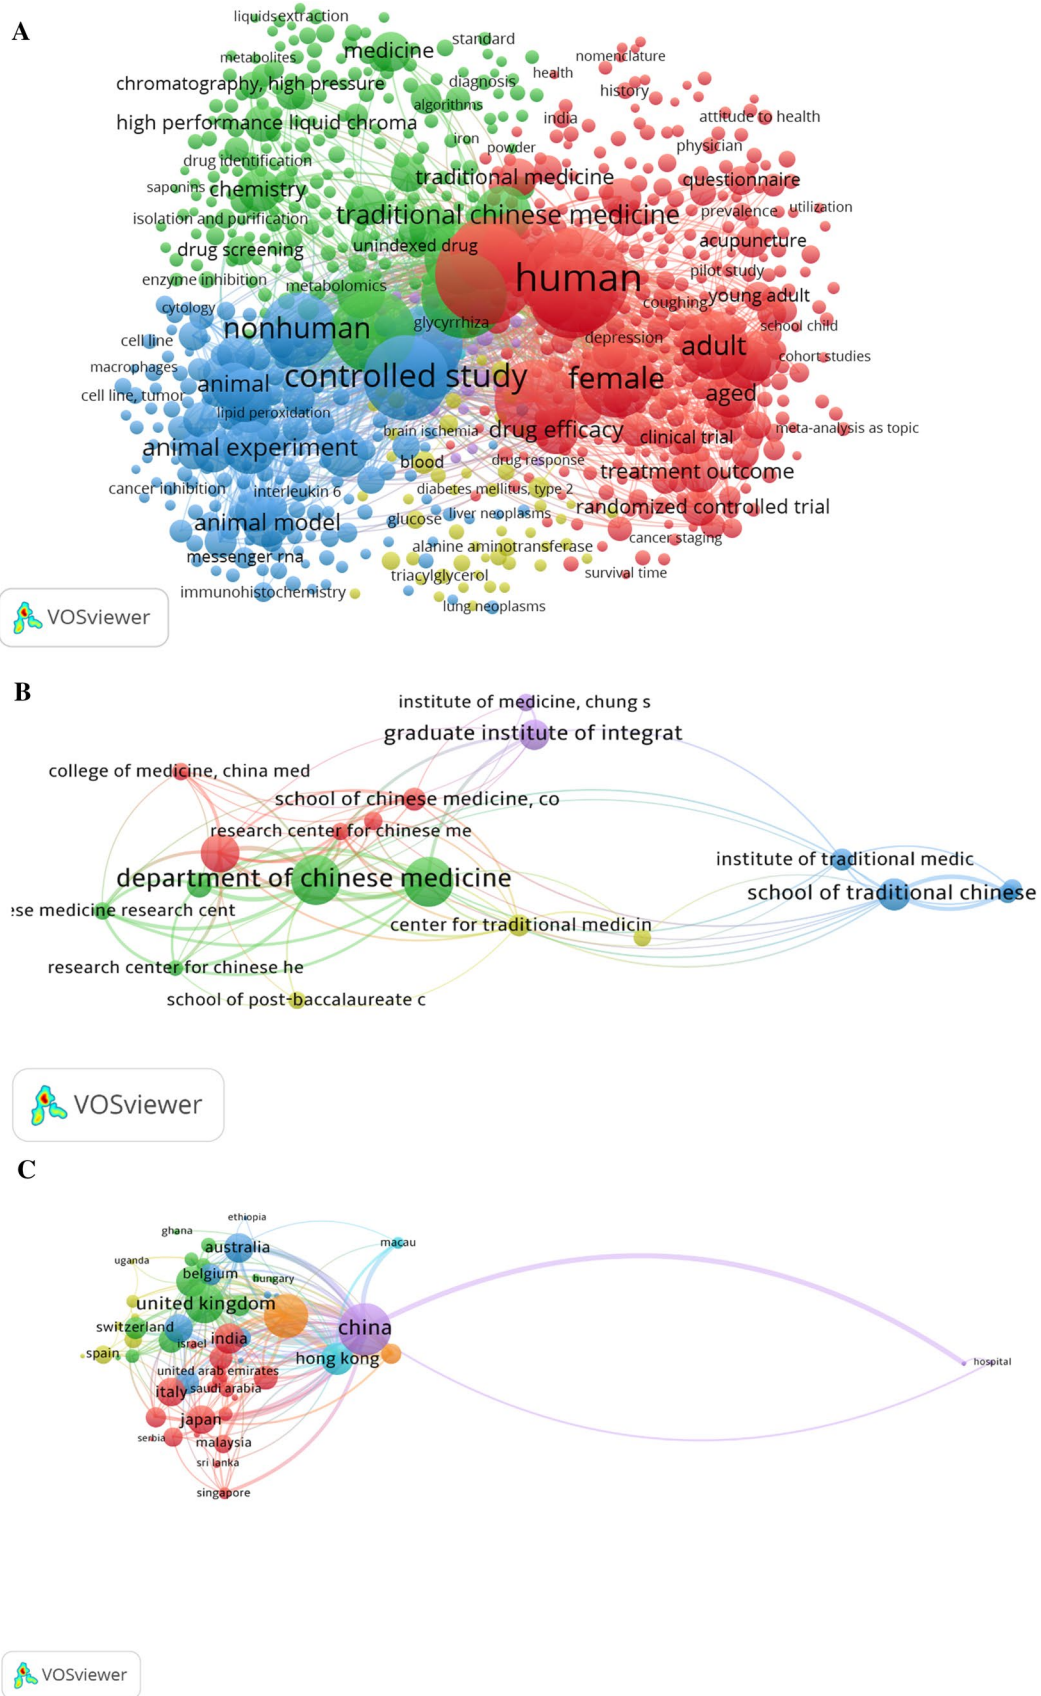 A
liquidsextraction
medicine
standard
metabolites
nomenclature
health
chromatography, high pressure
diagnosis
history
algorithms
india
attitude to health
high performance liquid chroma
iron
powder
physician
drug identification
traditional medicine
questionnaire
saponins
chemistry
isolation and purification
traditional chinese medicine
prevalence
utilization
drug screening
unindexed drug
acupuncture
human
pilot study
enzyme inhibition
metabolomics
coughing
young adult
cytology
nonhuman
glycyrrhiza
school child
cell line
depression
adult
cohort studies
macrophages
animal
controlled study
female
aged
cell line, tumor
lipid peroxidation
brain ischemia
drug efficacy
clinical trial
meta-analysis as topic
animal experiment
blood
drug response
treatment outcome
cancer inhibition
interleukin 6
diabetes mellitus, type 2
randomized controlled trial
animal model
glucose
liver neoplasms
cancer staging
messenger rna
alanine aminotransferase
survival time
triacylglycerol
immunohistochemistry
lung neoplasms
VOSviewer
B
institute of medicine, chung s
graduate institute of integrat
college of medicine, china med
school of chinese medicine, co
research center for chinese me
institute of traditional medic
department of chinese medicine
school of traditional chinese
ese medicine research cent
center for traditional medicin
research center for chinese he
school of post-baccalaureate c
VOSviewer
C
ethiopia
ghana
australia
macau
uganda
belgium
hungary
united kingdom
switzerland
china
israel
india
spain
hong kong
hospital
united arab emirates
italy
saudi arabia
japan
serbia
malaysia
sri lanka
singapore
VOSviewer